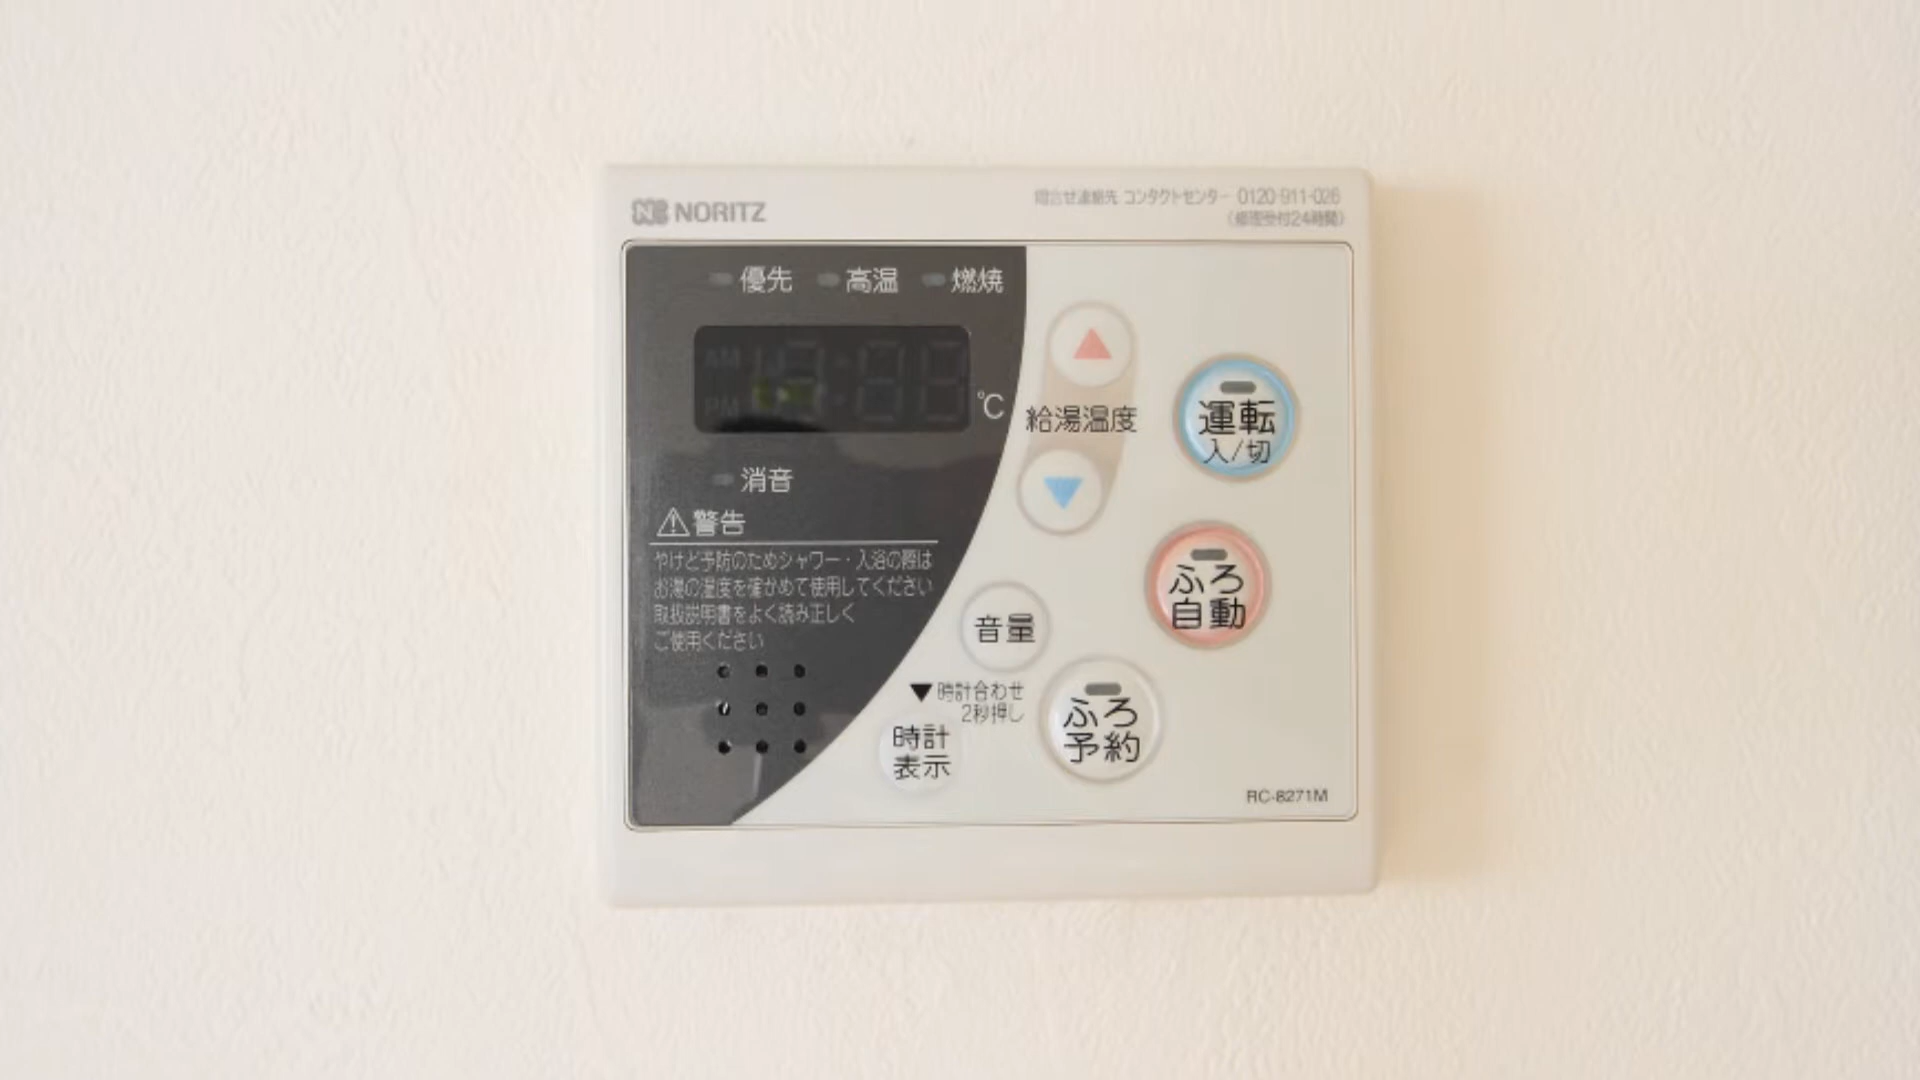 NORITZ
問合せ連絡先 コンタクトセンター 0120-911-026
(修理受付24時間)
優先 高温 燃焼
AM
PM
℃
給湯温度
運転
入/切
消音
警告
やけど予防のためシャワー・入浴の際は
お湯の温度を確かめて使用してください
取扱説明書をよく読み正しく
ご使用ください
ふろ
自動
音量
▼時計合わせ
2秒押し
時計
表示
ふろ
予約
RC-8271M